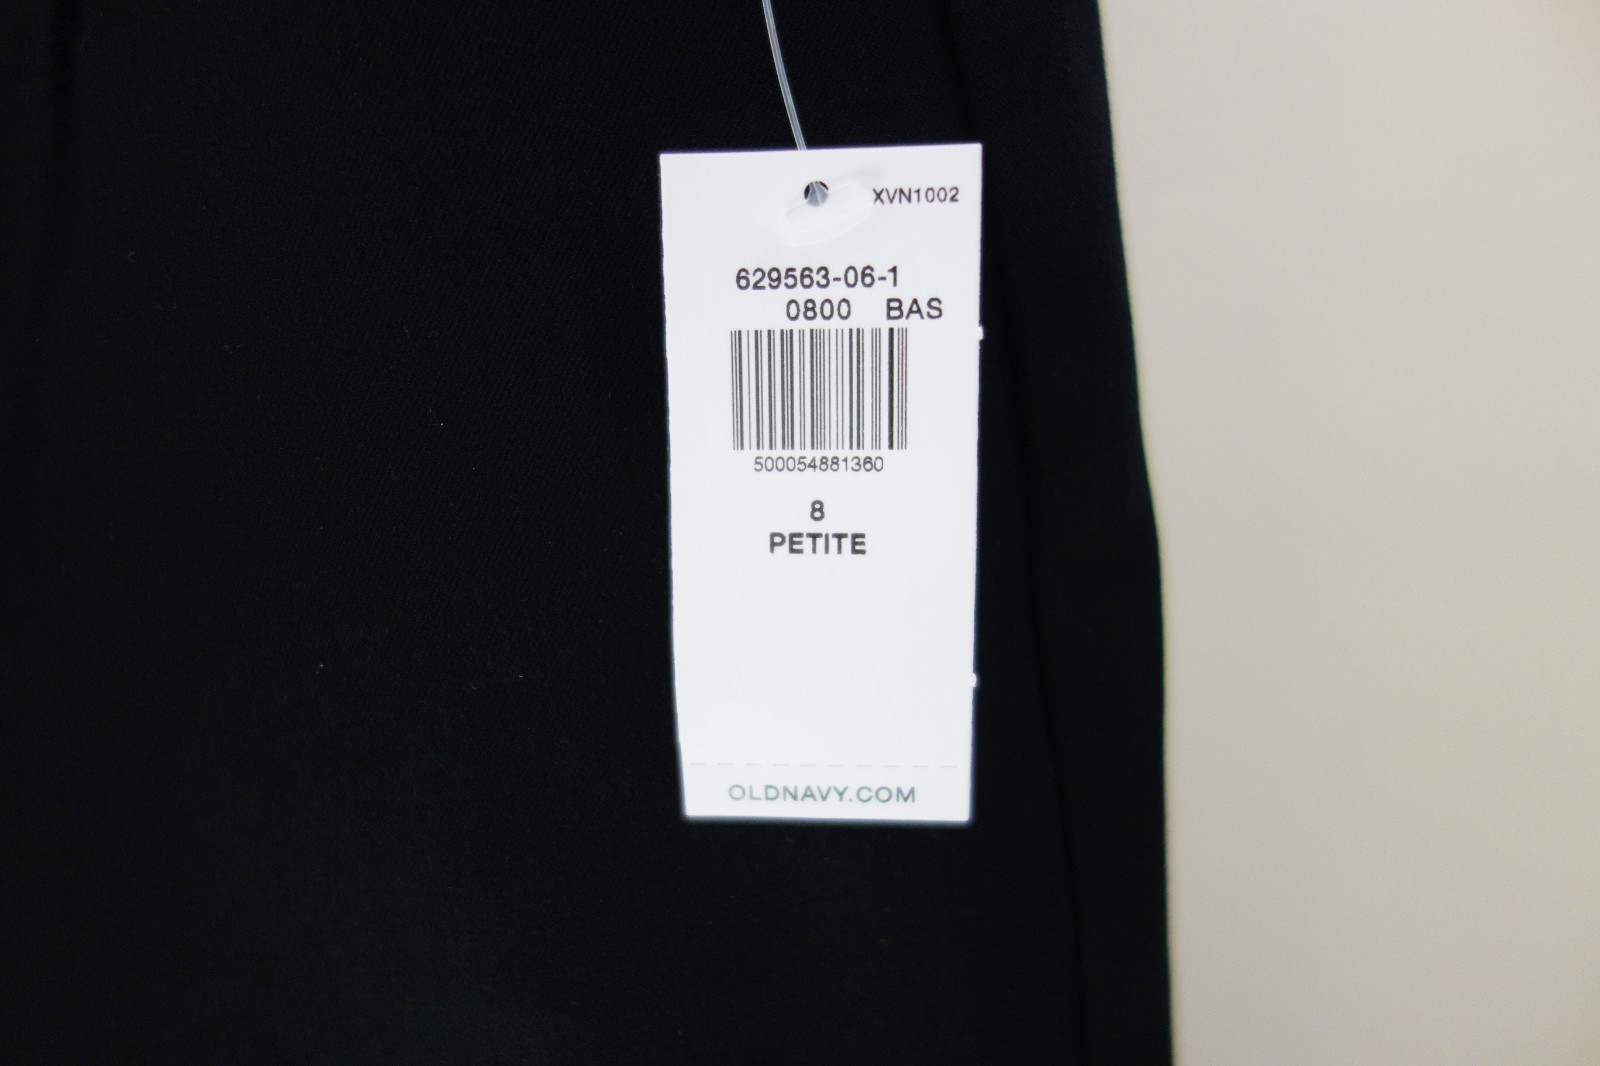 XVN1002
629563-06-1
0800 BAS
500054881360
8
PETITE
OLDNAVY.COM